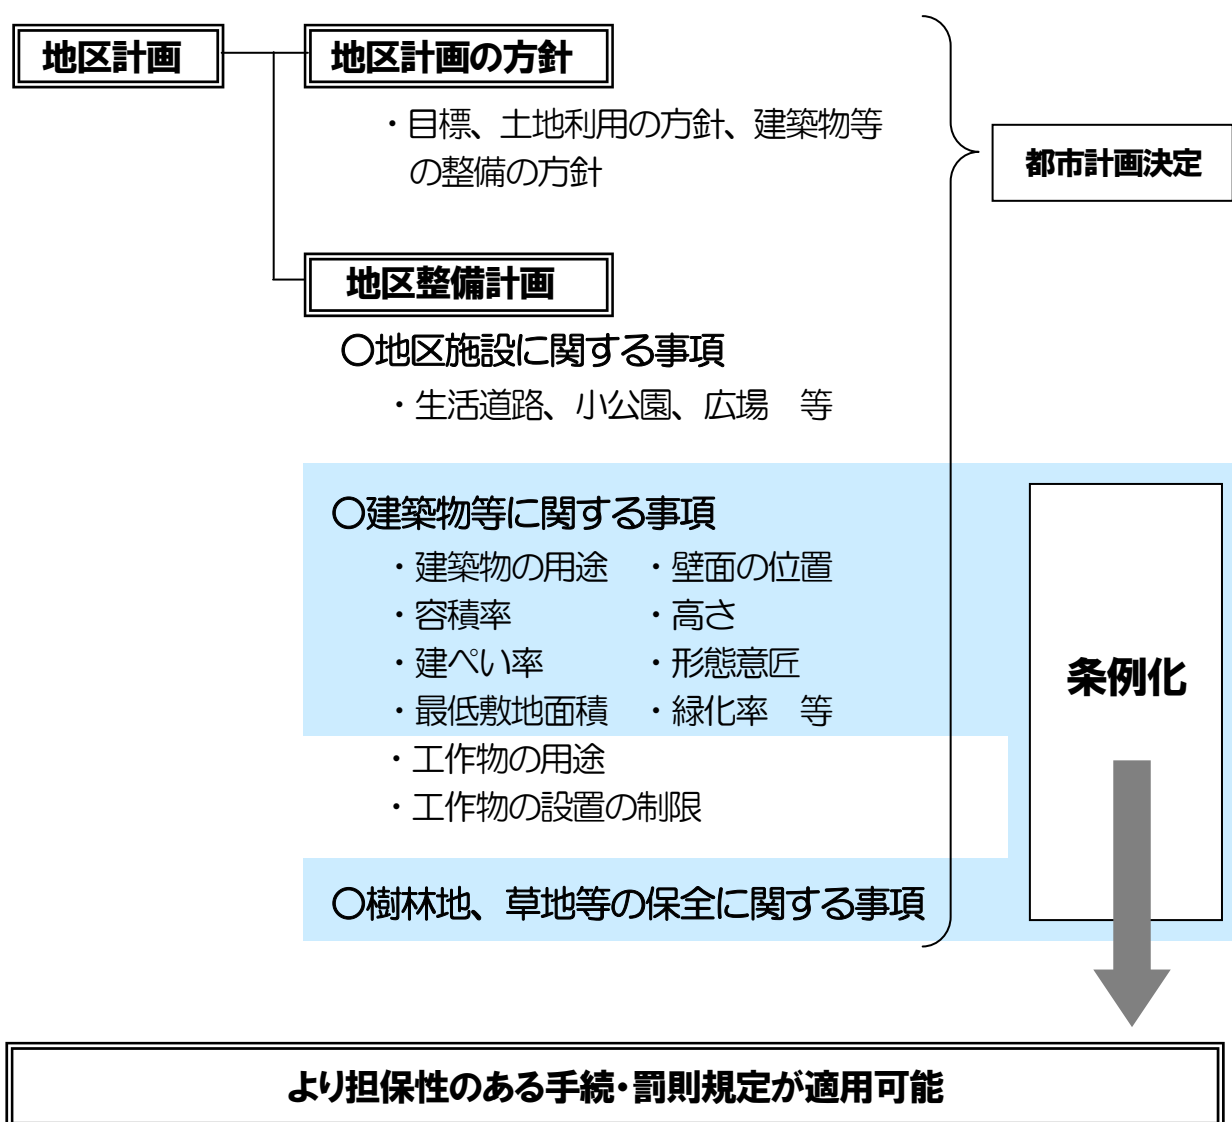 地区計画
地区計画の方針
・目標、土地利用の方針、建築物等
の整備の方針
都市計画決定
地区整備計画
〇地区施設に関する事項
・生活道路、小公園、広場　等
〇建築物等に関する事項
・建築物の用途　・壁面の位置
・容積率　・高さ
・建ぺい率　・形態意匠
・最低敷地面積　・緑化率　等
・工作物の用途
・工作物の設置の制限
条例化
〇樹林地、草地等の保全に関する事項
より担保性のある手続・罰則規定が適用可能